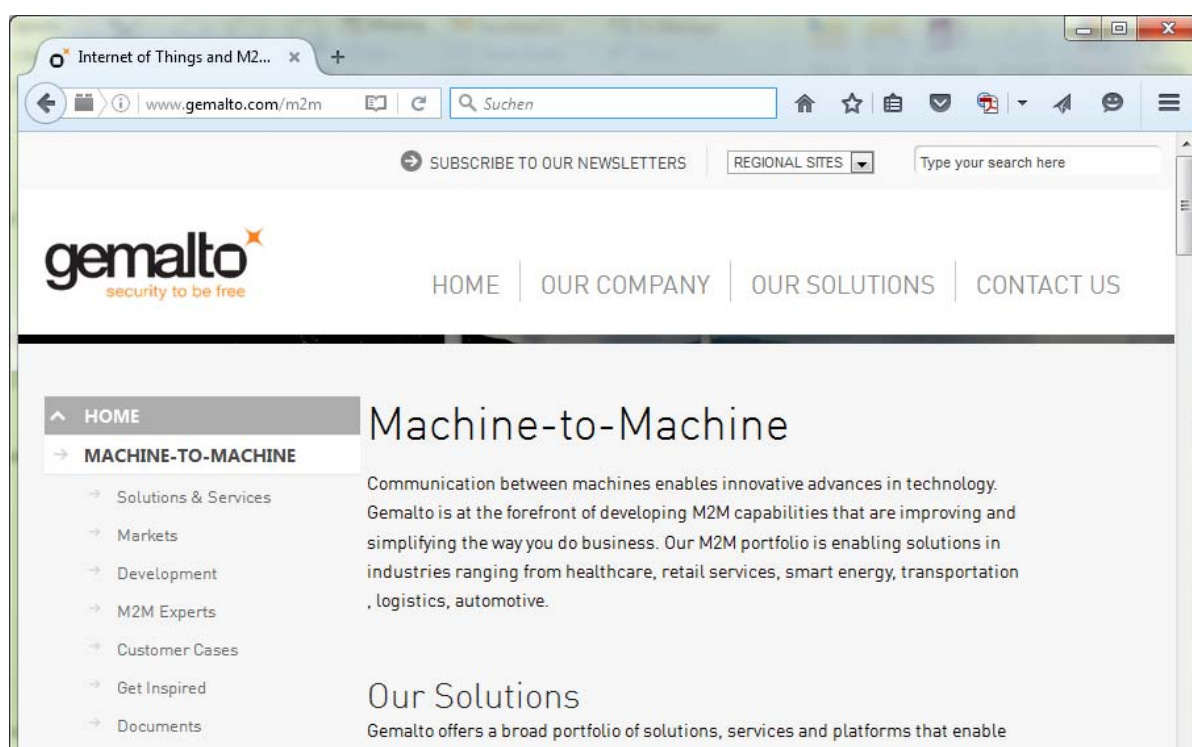 Internet of Things and M2...
www.gemalto.com/m2m
Suchen
SUBSCRIBE TO OUR NEWSLETTERS
REGIONAL SITES
Type your search here
gemalto
security to be free
HOME
OUR COMPANY
OUR SOLUTIONS
CONTACT US
HOME
MACHINE-TO-MACHINE
Solutions & Services
Markets
Development
M2M Experts
Customer Cases
Get Inspired
Documents
Machine-to-Machine
Communication between machines enables innovative advances in technology.
Gemalto is at the forefront of developing M2M capabilities that are improving and
simplifying the way you do business. Our M2M portfolio is enabling solutions in
industries ranging from healthcare, retail services, smart energy, transportation
, logistics, automotive.
Our Solutions
Gemalto offers a broad portfolio of solutions, services and platforms that enable